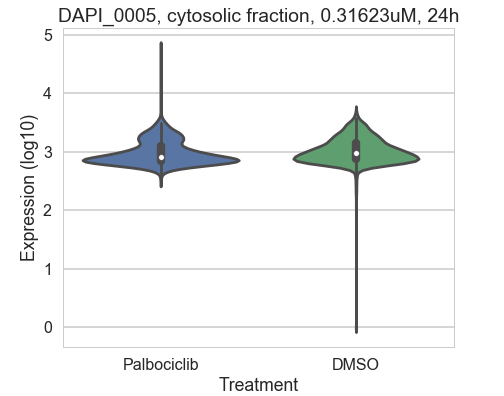 DAPI_0005, cytosolic fraction, 0.31623uM, 24h
5
4
3
2
1
0
Expression (log10)
Palbociclib DMSO
Treatment